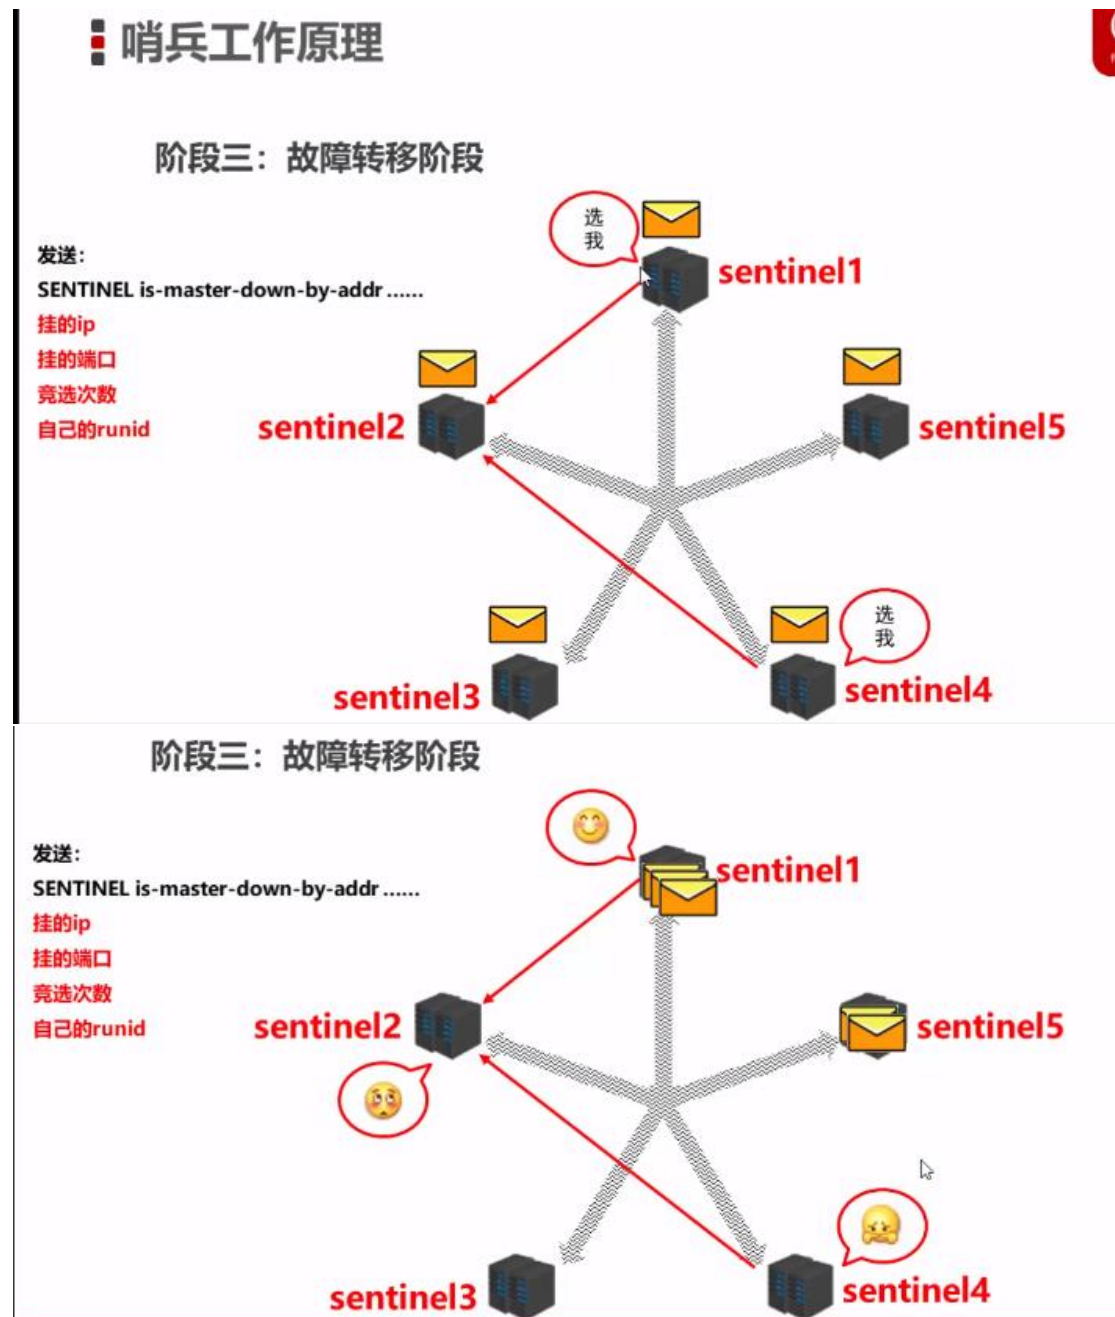 哨兵工作原理
阶段三：故障转移阶段
选
我
发送：
SENTINEL is-master-down-by-addr ......
挂的ip
挂的端口
竞选次数
自己的runid
sentinel1
sentinel2
sentinel5
选
我
sentinel3
sentinel4
阶段三：故障转移阶段
发送：
SENTINEL is-master-down-by-addr ......
挂的ip
挂的端口
竞选次数
自己的runid
sentinel1
sentinel2
sentinel5
sentinel3
sentinel4